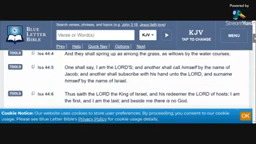 Powered by
Search verses, phrases, and topics (e.g. John 3:16, Jesus faith love)
BLUE LETTER BIBLE
Verse or Word(s)
KJV
KJV
TAP TO CHANGE
MENU
Prev | Help | Quick Nav | Options | Next
Isa 44:4 And they shall spring up as among the grass, as willows by the water courses.
Isa 44:5 One shall say, I am the LORD'S; and another shall call himself by the name of
Jacob; and another shall subscribe with his hand unto the LORD, and surname
himself by the name of Israel.
Isa 44:6 Thus saith the LORD the King of Israel, and his redeemer the LORD of hosts; I am
the first, and I am the last; and beside me there is no God.
Cookie Notice: Our website uses cookies to store user preferences. By proceeding, you consent to our cookie
usage. Please see Blue Letter Bible's Privacy Policy for cookie usage details.
OK